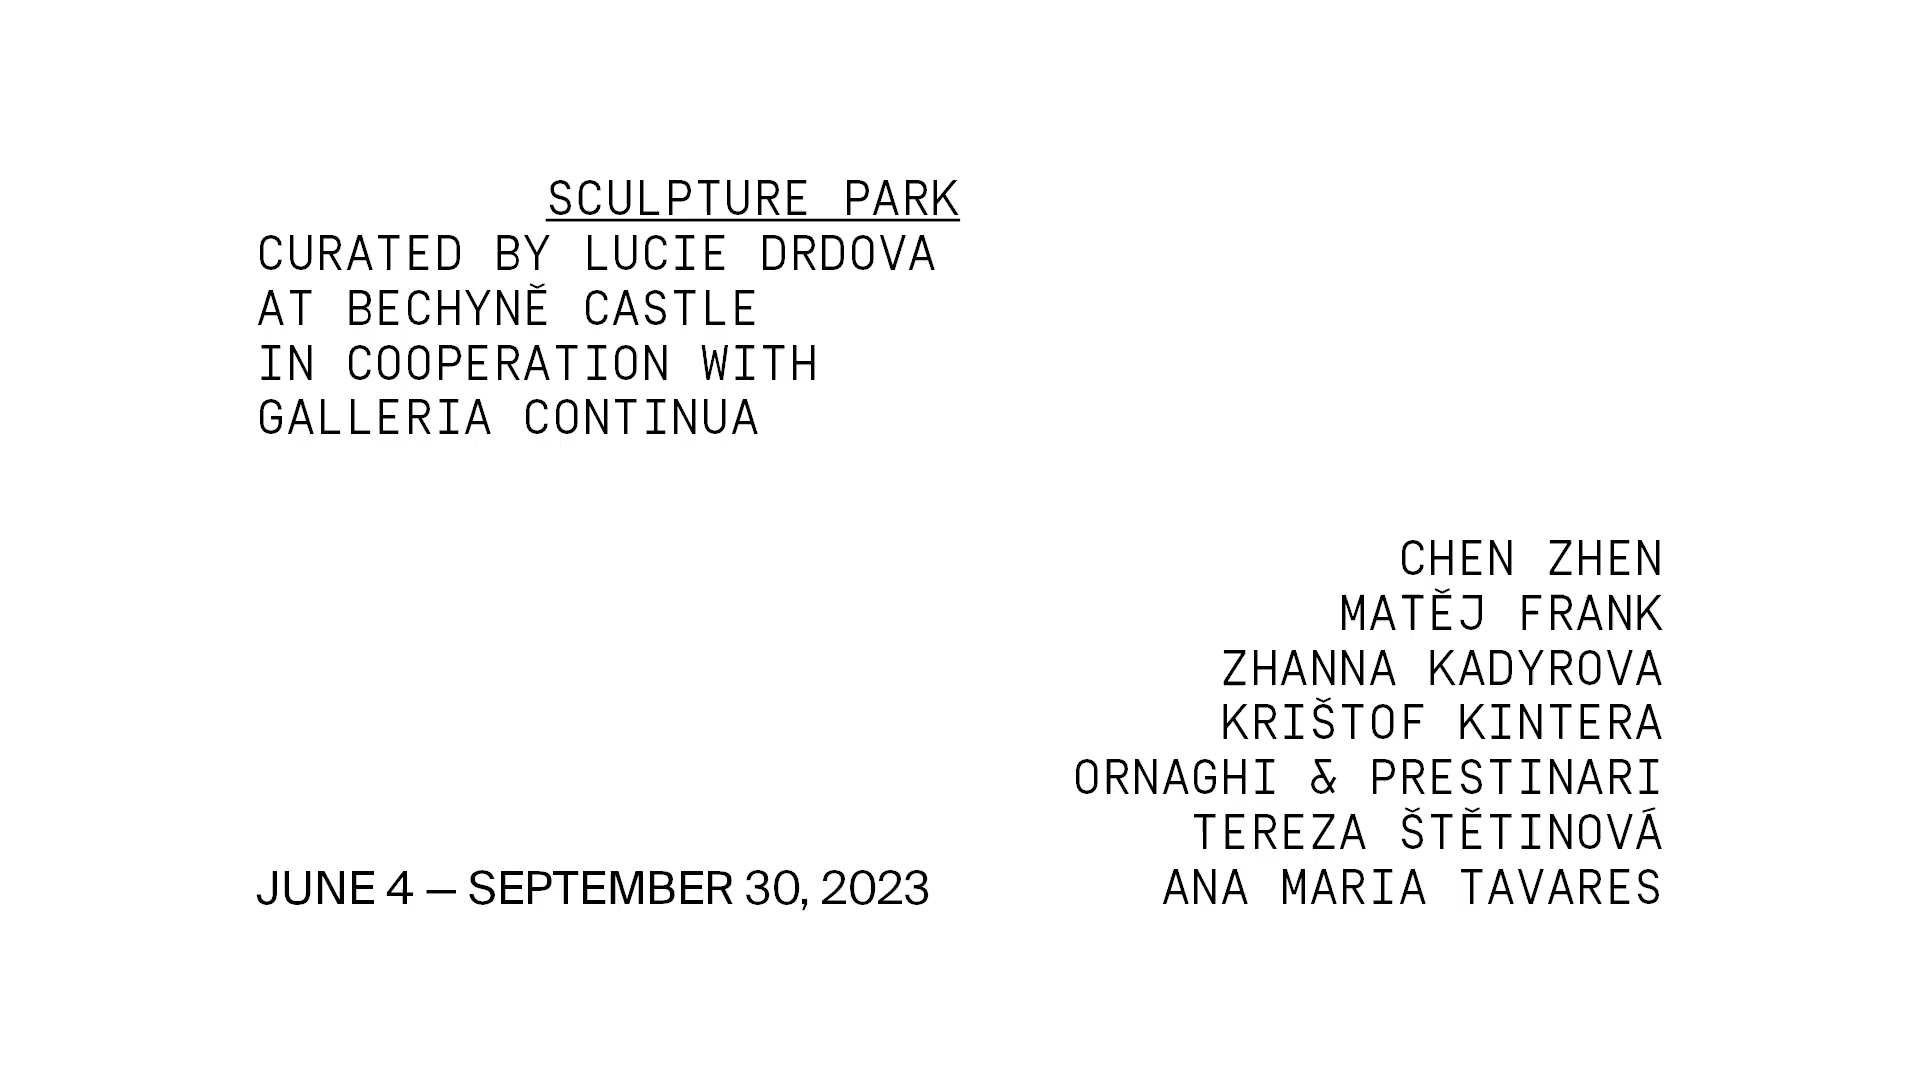 SCULPTURE PARK
CURATED BY LUCIE DRDOVA
AT BECHYNĚ CASTLE
IN COOPERATION WITH
GALLERIA CONTINUA
CHEN ZHEN
MATĚJ FRANK
ZHANNA KADYROVA
KRIŠTOF KINTERA
ORNAGHI & PRESTINARI
TEREZA ŠTĚTINOVÁ
ANA MARIA TAVARES
JUNE 4 — SEPTEMBER 30, 2023